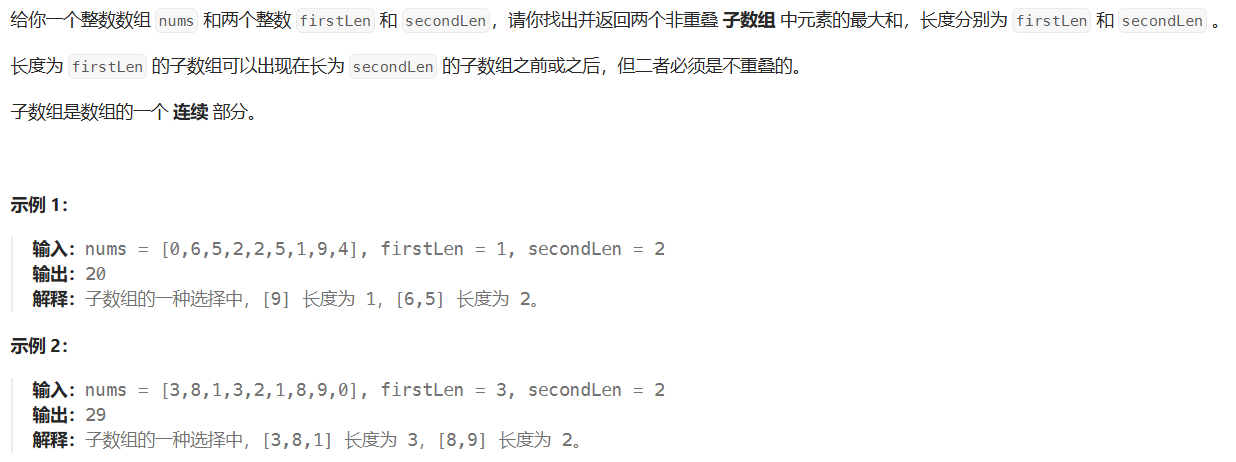 给你一个整数数组 nums 和两个整数 firstLen 和 secondLen，请你找出并返回两个非重叠 子数组 中元素的最大和，长度分别为 firstLen 和 secondLen 。
长度为 firstLen 的子数组可以出现在长为 secondLen 的子数组之前或之后，但二者必须是不重叠的。
子数组是数组的一个 连续 部分。
示例 1：
输入：nums = [0,6,5,2,2,5,1,9,4], firstLen = 1, secondLen = 2
输出：20
解释：子数组的一种选择中，[9] 长度为 1，[6,5] 长度为 2。
示例 2：
输入：nums = [3,8,1,3,2,1,8,9,0], firstLen = 3, secondLen = 2
输出：29
解释：子数组的一种选择中，[3,8,1] 长度为 3，[8,9] 长度为 2。